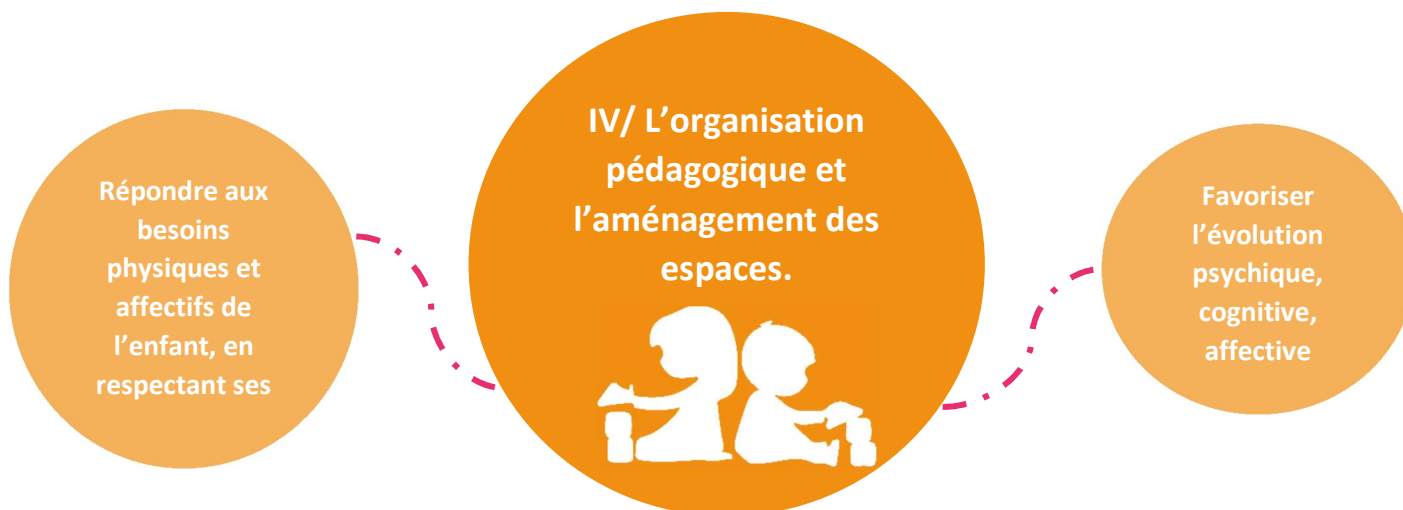 Répondre aux
besoins
physiques et
affectifs de
l’enfant, en
respectant ses
IV/ L’organisation
pédagogique et
l’aménagement des
espaces.
Favoriser
l’évolution
psychique,
cognitive,
affective